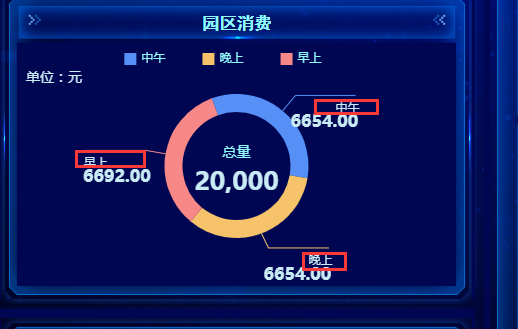 园区消费
中午 晚上 早上
单位：元
中午
6654.00
早上
6692.00
总量
20,000
晚上
6654.00